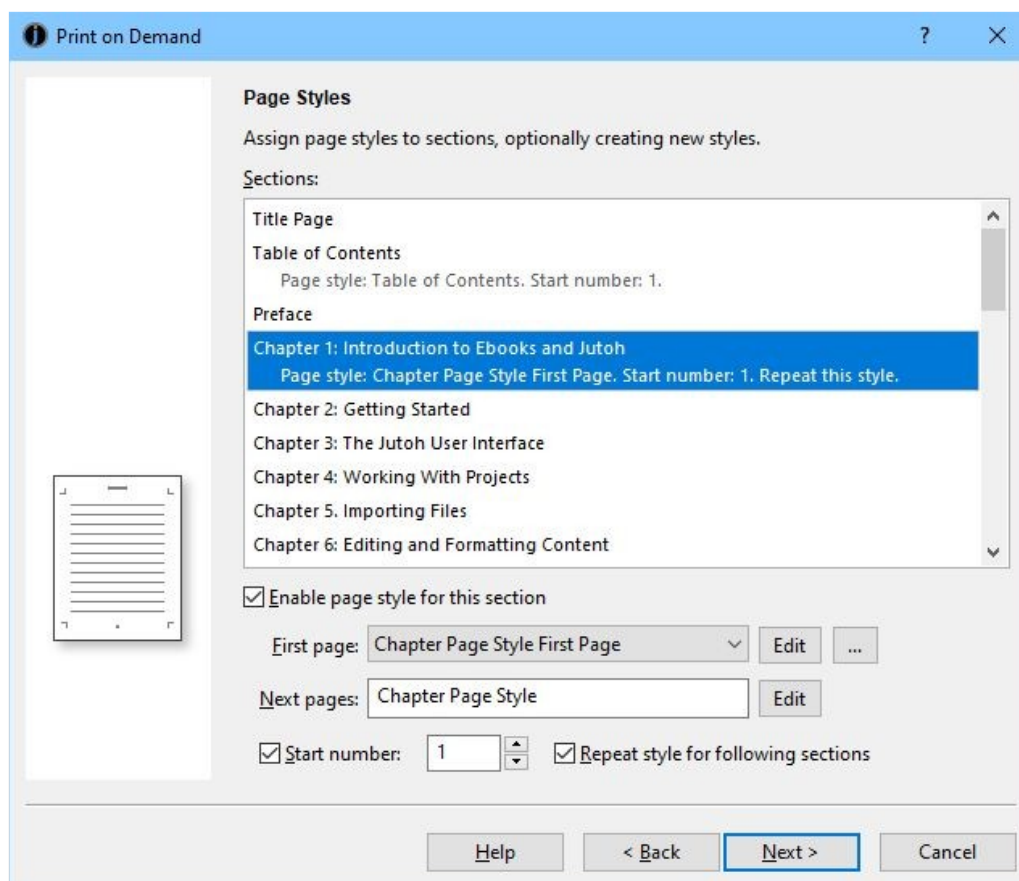 Print on Demand ?
Page Styles
Assign page styles to sections, optionally creating new styles.
Sections:
Title Page
Table of Contents
Page style: Table of Contents. Start number: 1.
Preface
Chapter 1: Introduction to Ebooks and Jutoh
Page style: Chapter Page Style First Page. Start number: 1. Repeat this style.
Chapter 2: Getting Started
Chapter 3: The Jutoh User Interface
Chapter 4: Working With Projects
Chapter 5. Importing Files
Chapter 6: Editing and Formatting Content
Enable page style for this section
First page: Chapter Page Style First Page Edit ...
Next pages: Chapter Page Style Edit
Start number: 1 Repeat style for following sections
Help < Back Next > Cancel